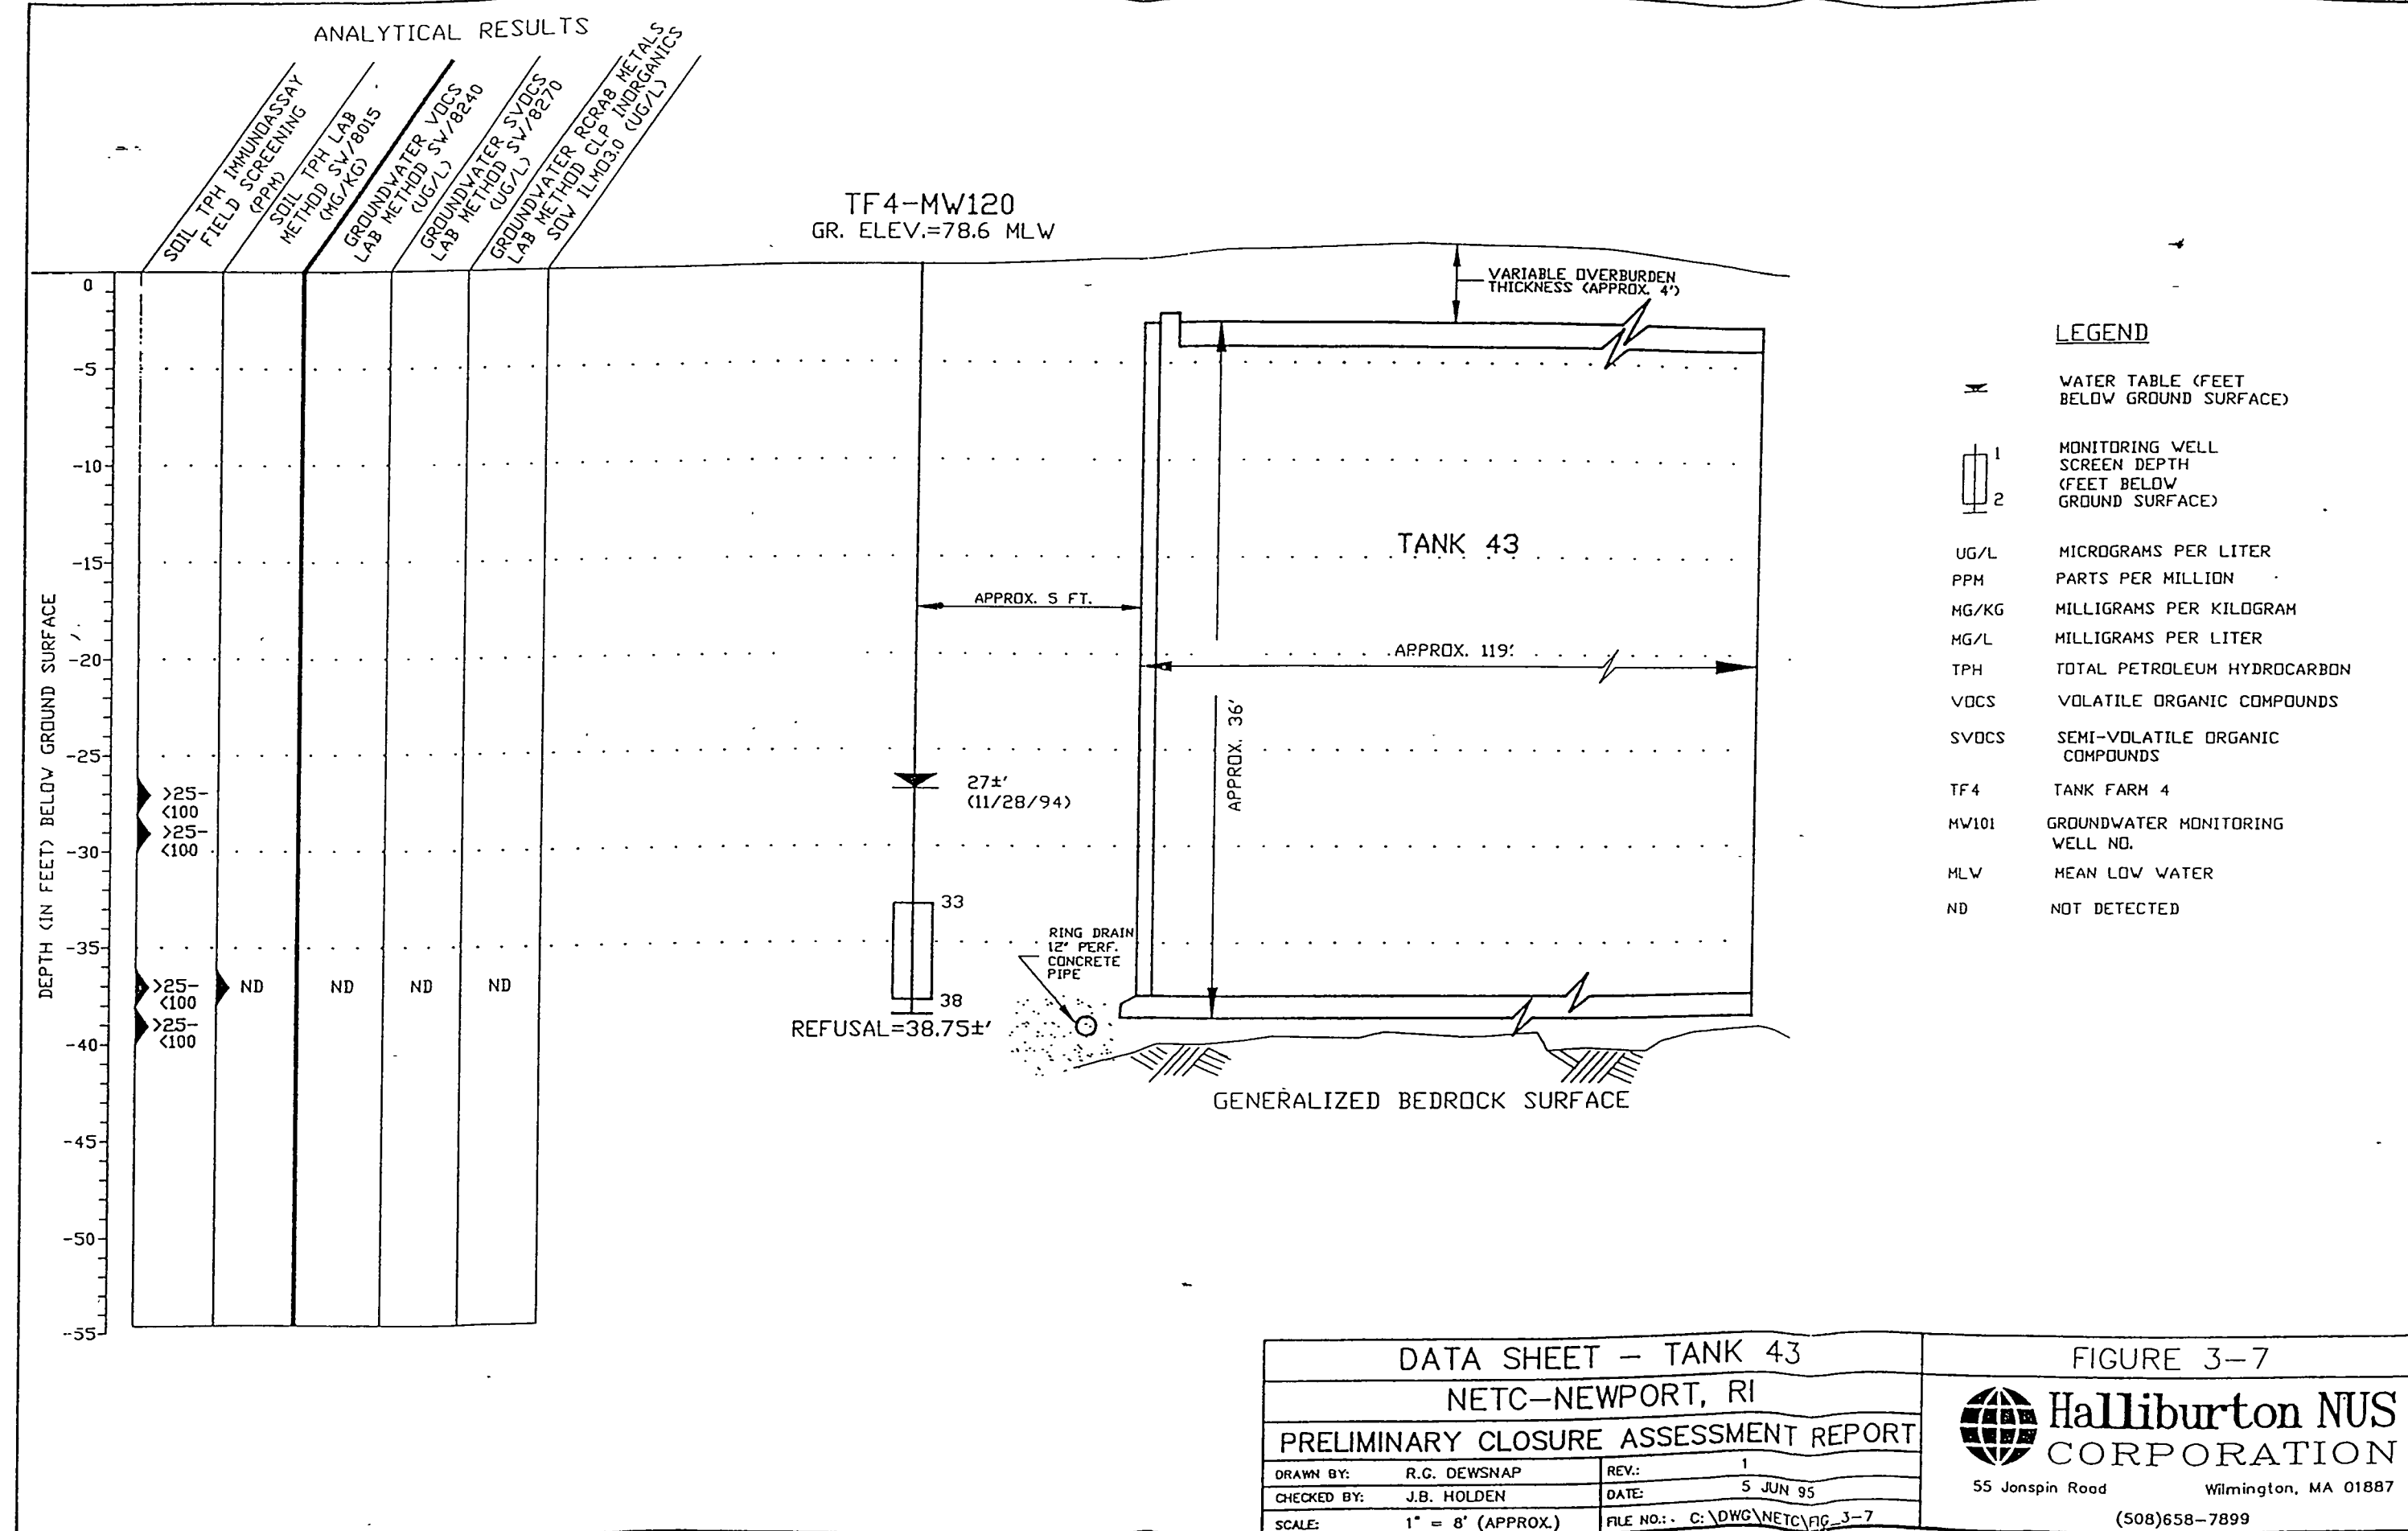 ANALYTICAL RESULTS
SOIL TPH IMMUNOASSAY
FIELD SCREENING
(PPM)
SOIL TPH LAB
METHOD SW/8015
(MG/KG)
GROUNDWATER VOCS
LAB METHOD SW/8240
(UG/L)
GROUNDWATER SVOCS
LAB METHOD SW/8270
(UG/L)
GROUNDWATER RCRA8 METALS
LAB METHOD CLP INORGANICS
SOW ILM03.0 (UG/L)
TF4-MW120
GR. ELEV.=78.6 MLW
VARIABLE OVERBURDEN
THICKNESS (APPROX. 4')
DEPTH (IN FEET) BELOW GROUND SURFACE
0
-5
-10
-15
-20
-25
-30
-35
-40
-45
-50
-55
>25-
<100
>25-
<100
>25-
<100
>25-
<100
ND
ND
ND
ND
TANK 43
APPROX. 5 FT.
APPROX. 119'
APPROX. 36'
27±'
(11/28/94)
33
38
REFUSAL=38.75±'
RING DRAIN
12" PERF.
CONCRETE
PIPE
GENERALIZED BEDROCK SURFACE
LEGEND
WATER TABLE (FEET
BELOW GROUND SURFACE)
1
2
MONITORING WELL
SCREEN DEPTH
(FEET BELOW
GROUND SURFACE)
UG/L MICROGRAMS PER LITER
PPM PARTS PER MILLION
MG/KG MILLIGRAMS PER KILOGRAM
MG/L MILLIGRAMS PER LITER
TPH TOTAL PETROLEUM HYDROCARBON
VOCS VOLATILE ORGANIC COMPOUNDS
SVOCS SEMI-VOLATILE ORGANIC
COMPOUNDS
TF4 TANK FARM 4
MW101 GROUNDWATER MONITORING
WELL NO.
MLW MEAN LOW WATER
ND NOT DETECTED
DATA SHEET - TANK 43
NETC-NEWPORT, RI
PRELIMINARY CLOSURE ASSESSMENT REPORT
DRAWN BY: R.G. DEWSNAP
REV.: 1
CHECKED BY: J.B. HOLDEN
DATE: 5 JUN 95
SCALE: 1" = 8' (APPROX.)
FILE NO.: C:\DWG\NETC\FIG_3-7
FIGURE 3-7
Halliburton NUS
CORPORATION
55 Jonspin Road Wilmington, MA 01887
(508)658-7899